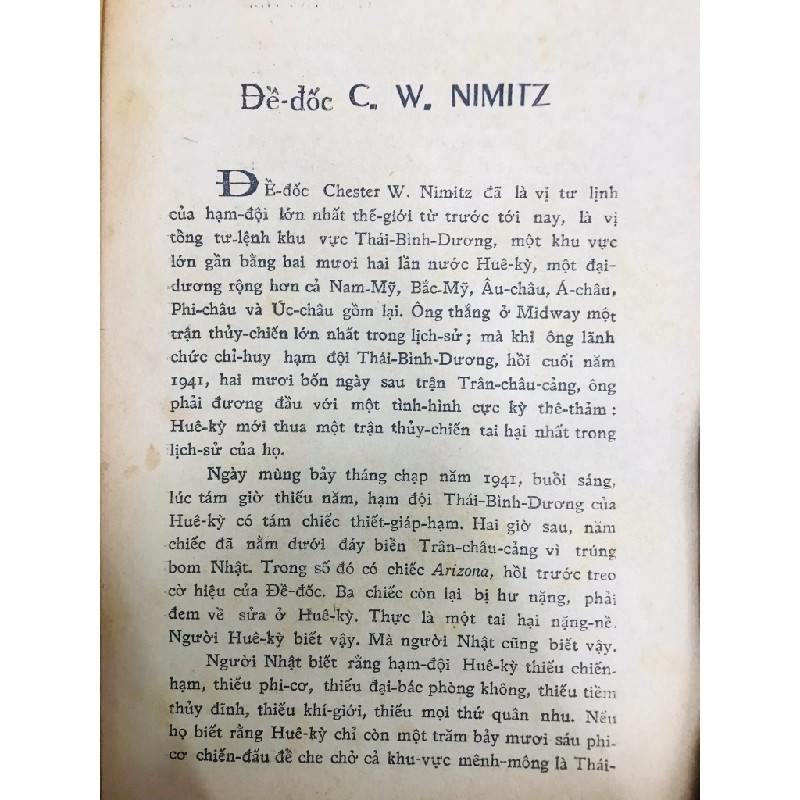 Đề-đốc C. W. NIMITZ
ĐỀ-đốc Chester W. Nimitz đã là vị tư lịnh
của hạm-đội lớn nhất thế-giới từ trước tới nay, là vị
tổng tư-lệnh khu vực Thái-Bình-Dương, một khu vực
lớn gần bằng hai mươi hai lần nước Huê-kỳ, một đại-
dương rộng hơn cả Nam-Mỹ, Bắc-Mỹ, Âu-châu, Á-châu,
Phi-châu và Úc-châu gồm lại. Ông thắng ở Midway một
trận thủy-chiến lớn nhất trong lịch-sử ; mà khi ông lãnh
chức chỉ-huy hạm đội Thái-Bình-Dương, hồi cuối năm
1941, hai mươi bốn ngày sau trận Trân-châu-cảng, ông
phải đương đầu với một tình-hình cực kỳ thê-thảm :
Huê-kỳ mới thua một trận thủy-chiến tai hại nhất trong
lịch-sử của họ.
Ngày mùng bảy tháng chạp năm 1941, buổi sáng,
lúc tám giờ thiếu năm, hạm đội Thái-Bình-Dương của
Huê-kỳ có tám chiếc thiết-giáp-hạm. Hai giờ sau, năm
chiếc đã nằm dưới đáy biển Trân-châu-cảng vì trúng
bom Nhật. Trong số đó có chiếc Arizona, hồi trước treo
cờ hiệu của Đề-đốc. Ba chiếc còn lại bị hư nặng, phải
đem về sửa ở Huê-kỳ. Thực là một tai hại nặng-nề.
Người Huê-kỳ biết vậy. Mà người Nhật cũng biết vậy.
Người Nhật biết rằng hạm-đội Huê-kỳ thiếu chiến-
hạm, thiếu phi-cơ, thiếu đại-bác phòng không, thiếu tiềm
thủy đĩnh, thiếu khí-giới, thiếu mọi thứ quân nhu. Nếu
họ biết rằng Huê-kỳ chỉ còn một trăm bảy mươi sáu phi-
cơ chiến-đấu để che chở cả khu-vực mênh-mông là Thái-